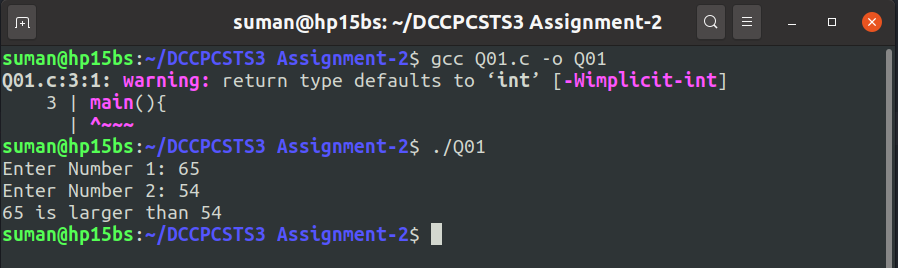 suman@hp15bs: ~/DCCPCSTS3 Assignment-2
suman@hp15bs:~/DCCPCSTS3 Assignment-2$ gcc Q01.c -o Q01
Q01.c:3:1: warning: return type defaults to ‘int’ [-Wimplicit-int]
    3 | main(){
      | ^~~~
suman@hp15bs:~/DCCPCSTS3 Assignment-2$ ./Q01
Enter Number 1: 65
Enter Number 2: 54
65 is larger than 54
suman@hp15bs:~/DCCPCSTS3 Assignment-2$